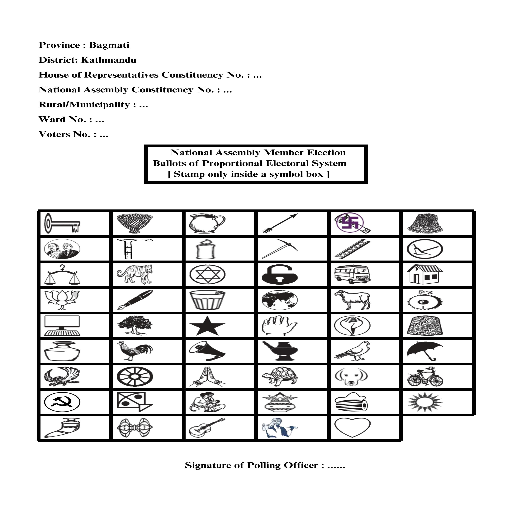 Province : Bagmati
District: Kathmandu
House of Representatives Constituency No. : ...
National Assembly Constituency No. : ...
Rural/Municipality : ...
Ward No. : ...
Voters No. : ...
National Assembly Member Election
Ballots of Proportional Electoral System
[ Stamp only inside a symbol box ]
Signature of Polling Officer : ......